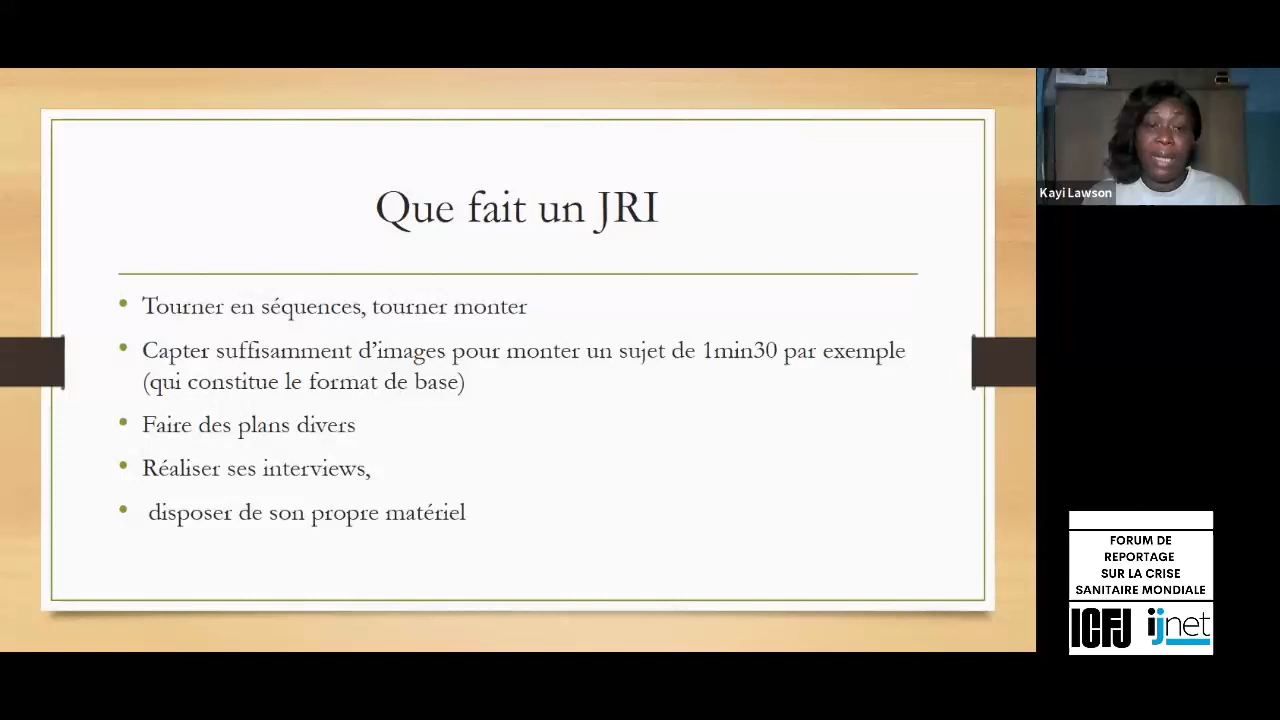 Que fait un JRI
Tourner en séquences, tourner monter
Capter suffisamment d'images pour monter un sujet de 1min30 par exemple
(qui constitue le format de base)
Faire des plans divers
Réaliser ses interviews,
disposer de son propre matériel
Kayi Lawson
FORUM DE
REPORTAGE
SUR LA CRISE
SANITAIRE MONDIALE
ICFJ ijnet